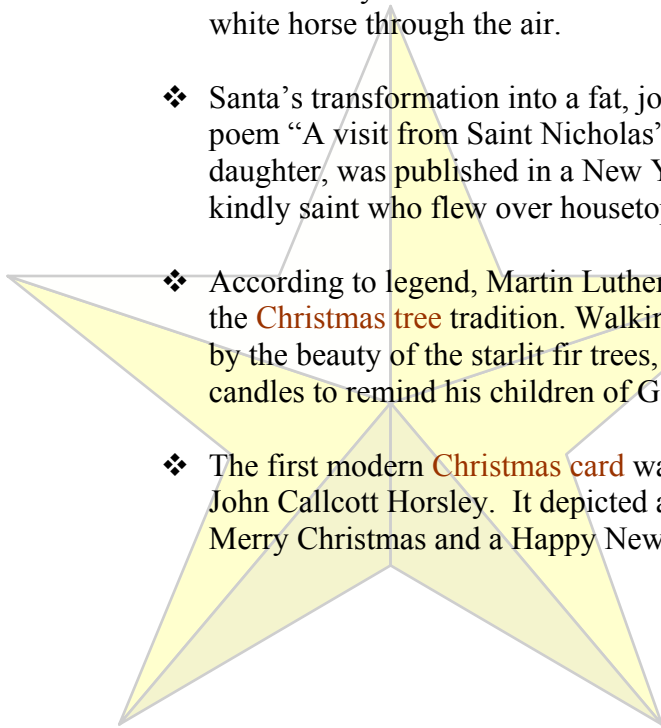 white horse through the air.
❖ Santa’s transformation into a fat, jo
poem “A visit from Saint Nicholas”
daughter, was published in a New Y
kindly saint who flew over houseto
❖ According to legend, Martin Luther
the Christmas tree tradition. Walkin
by the beauty of the starlit fir trees,
candles to remind his children of G
❖ The first modern Christmas card wa
John Callcott Horsley.  It depicted a
Merry Christmas and a Happy New